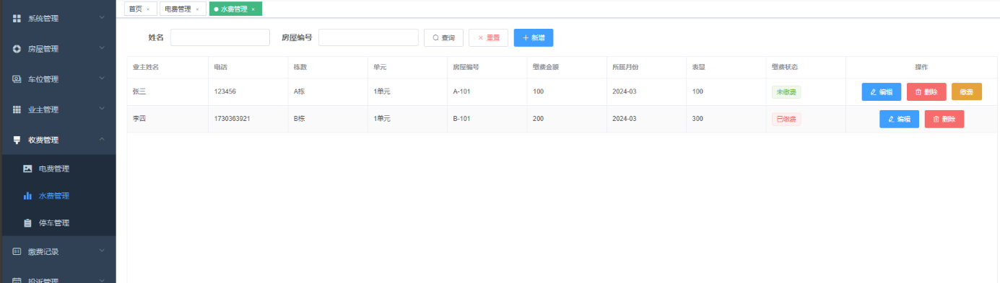 系统管理
房屋管理
车位管理
业主管理
收费管理
电费管理
水费管理
停车管理
缴费记录
投诉管理
首页 × 电费管理 × 水费管理 ×
姓名 房屋编号 查询 重置 新增
业主姓名 电话 栋数 单元 房屋编号 缴费金额 所属月份 表显 缴费状态 操作
张三 123456 A栋 1单元 A-101 100 2024-03 100 未缴费 编辑 删除 缴费
李四 1730363921 B栋 1单元 B-101 200 2024-03 300 已缴费 编辑 删除